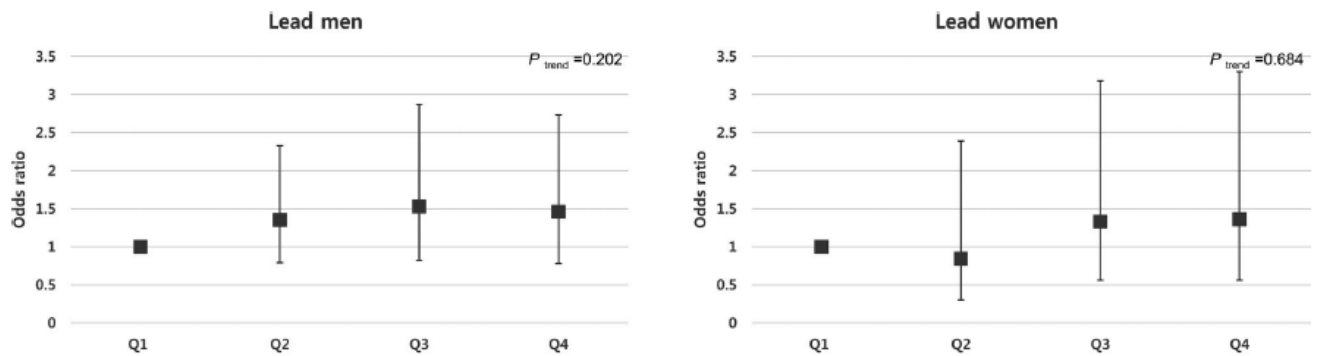 Lead men
P trend =0.202
3.5
3
2.5
2
1.5
1
0.5
0
Odds ratio
Q1 Q2 Q3 Q4
Lead women
P trend =0.684
3.5
3
2.5
2
1.5
1
0.5
0
Odds ratio
Q1 Q2 Q3 Q4